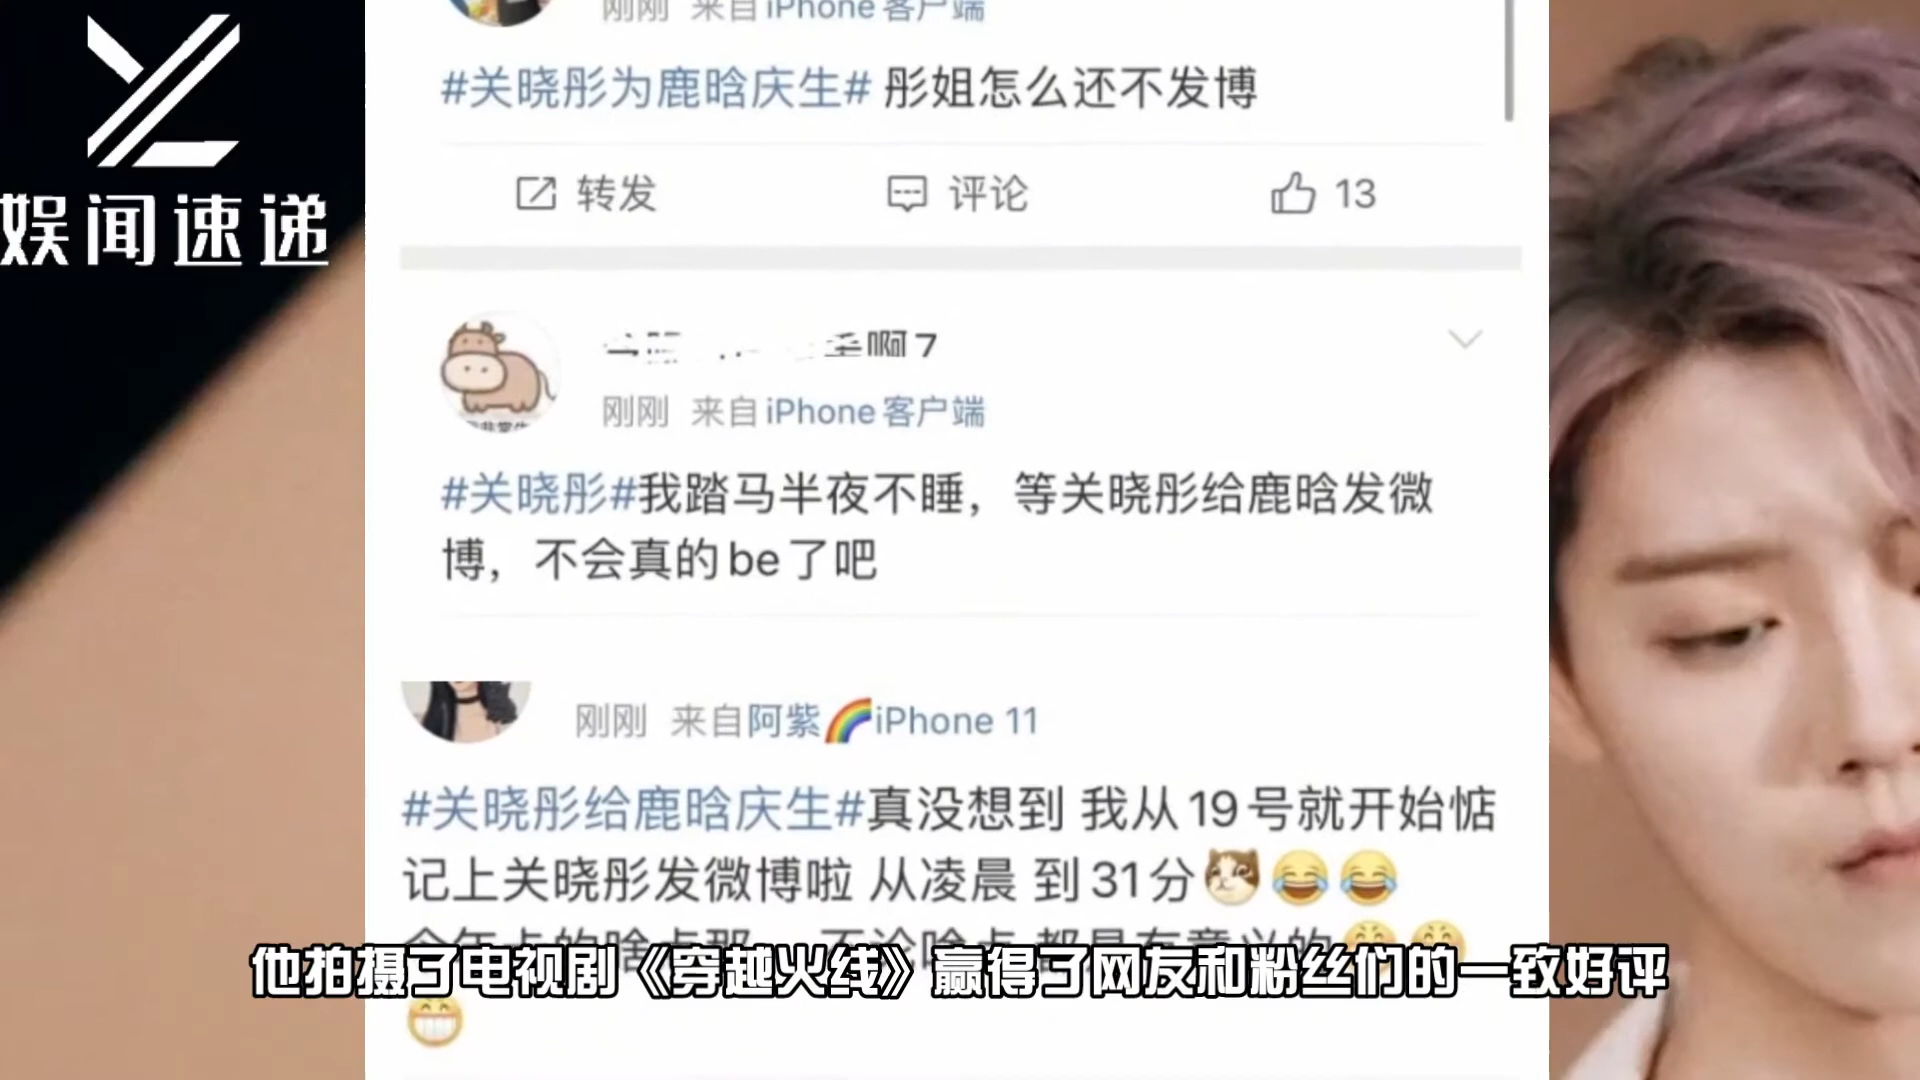 娱闻速递
刚刚 来自iPhone客户端
#关晓彤为鹿晗庆生# 彤姐怎么还不发博
转发 评论 13
啊7
刚刚 来自iPhone客户端
#关晓彤#我踏马半夜不睡，等关晓彤给鹿晗发微
博，不会真的be了吧
刚刚 来自阿紫🌈iPhone 11
#关晓彤给鹿晗庆生#真没想到 我从19号就开始惦
记上关晓彤发微博啦 从凌晨 到31分
他拍摄了电视剧《穿越火线》赢得了网友和粉丝们的一致好评